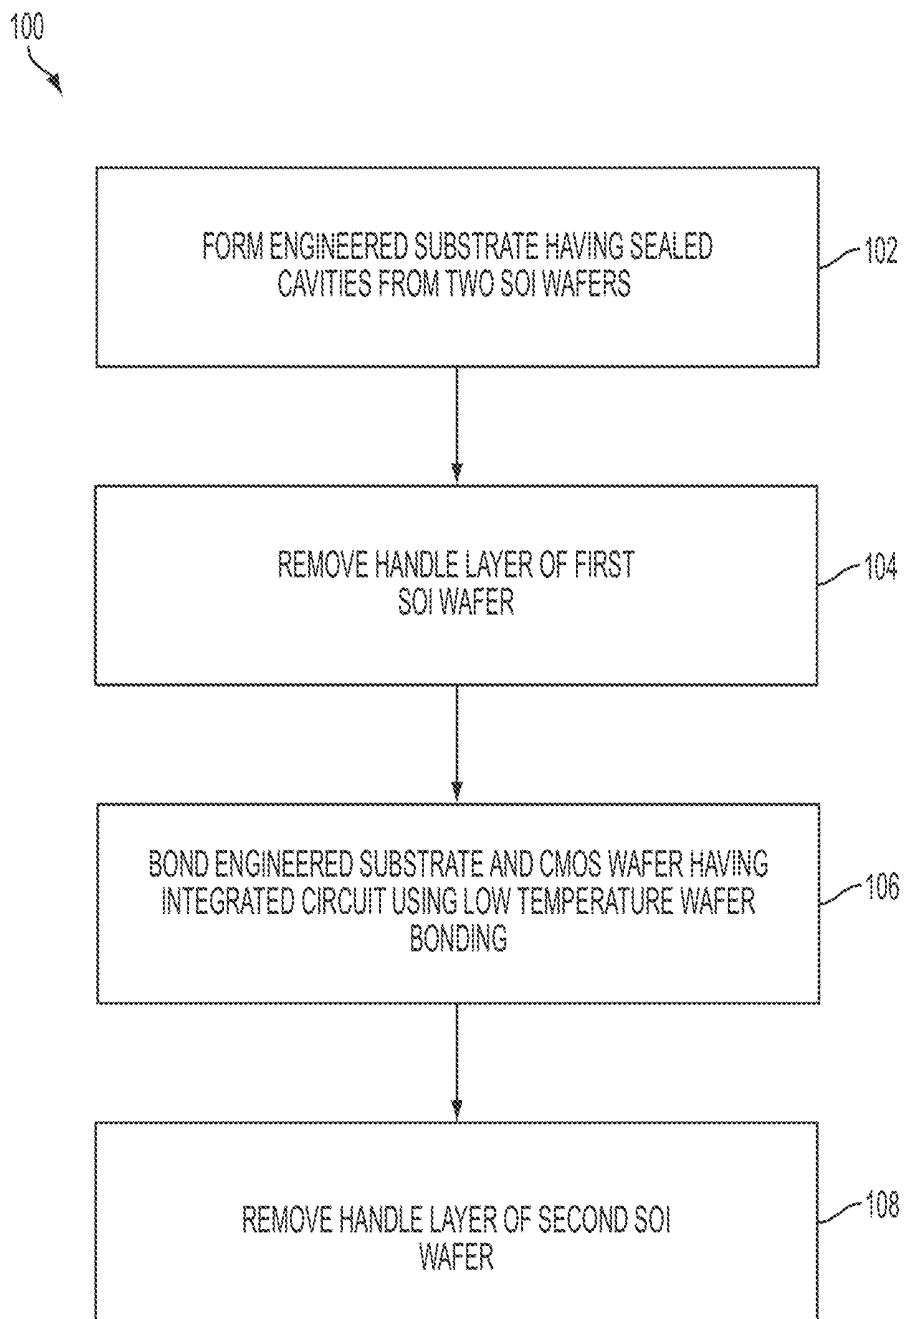 100
FORM ENGINEERED SUBSTRATE HAVING SEALED
CAVITIES FROM TWO SOI WAFERS
102
REMOVE HANDLE LAYER OF FIRST
SOI WAFER
104
BOND ENGINEERED SUBSTRATE AND CMOS WAFER HAVING
INTEGRATED CIRCUIT USING LOW TEMPERATURE WAFER
BONDING
106
REMOVE HANDLE LAYER OF SECOND SOI
WAFER
108